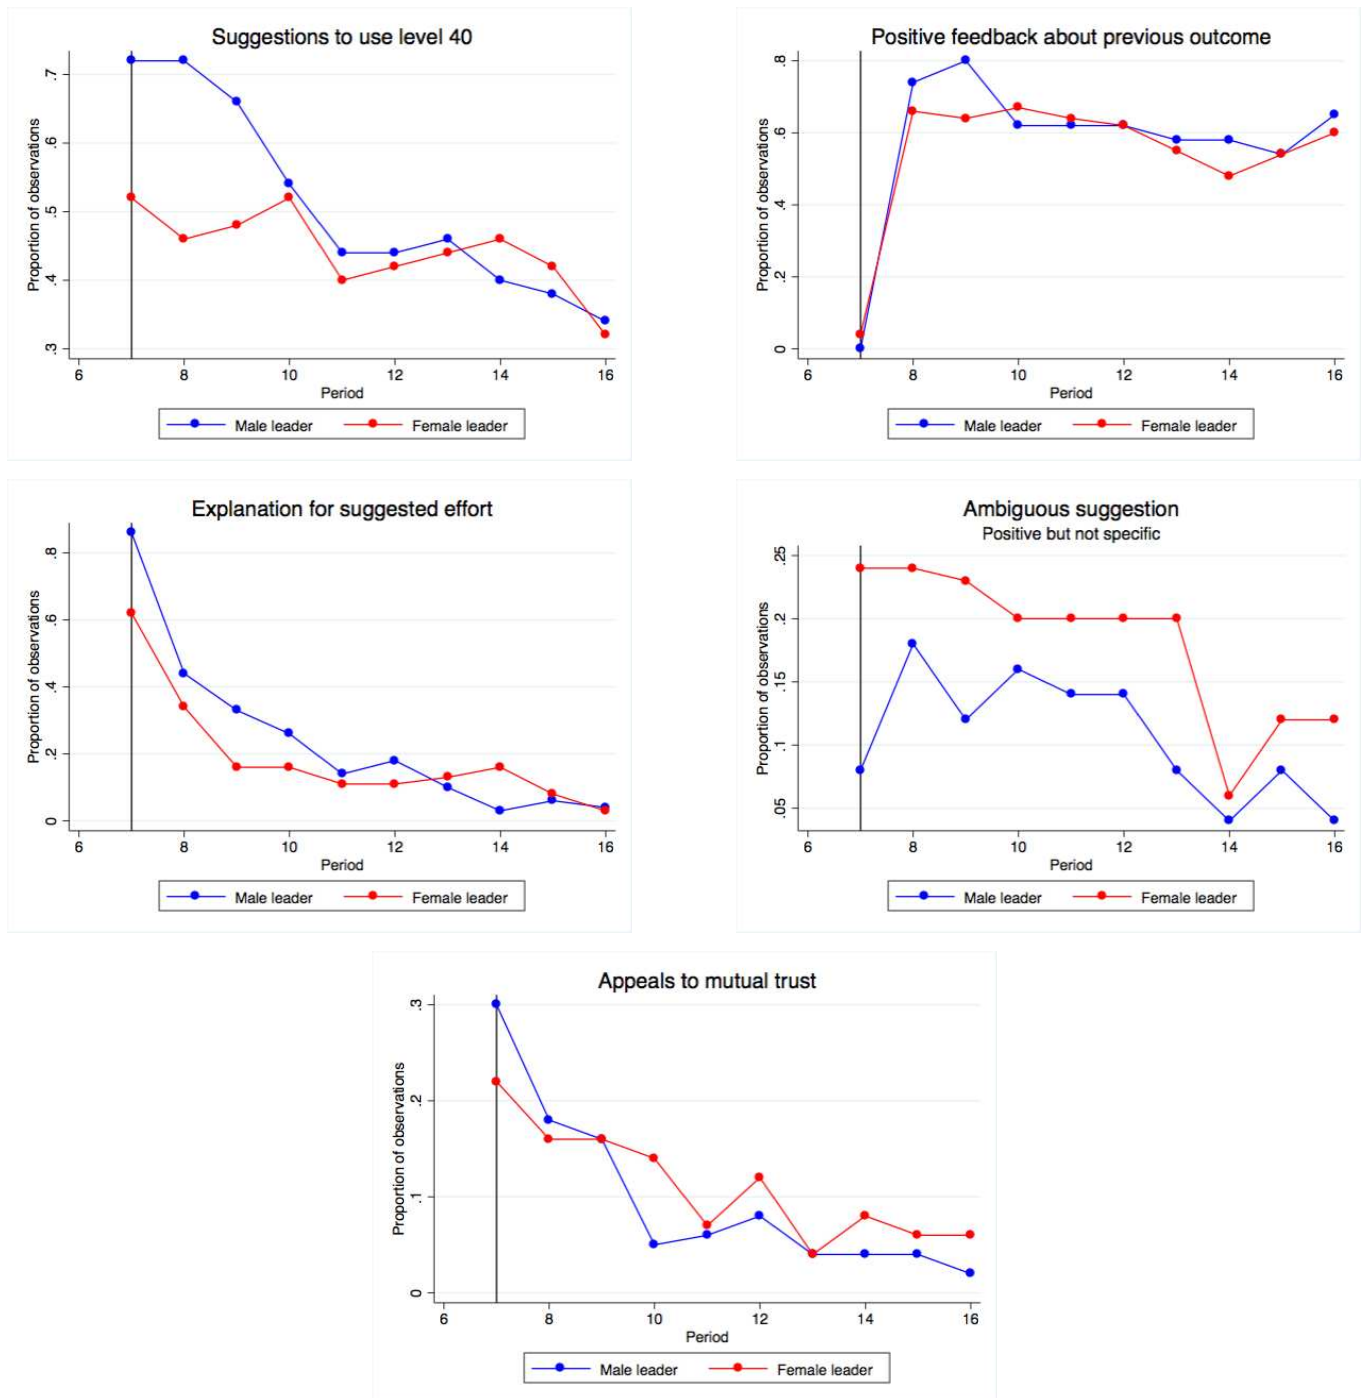 Suggestions to use level 40
Proportion of observations
.7
.6
.5
.4
.3
6 8 10 12 14 16
Period
Male leader Female leader
Positive feedback about previous outcome
Proportion of observations
.8
.6
.4
.2
0
6 8 10 12 14 16
Period
Male leader Female leader
Explanation for suggested effort
Proportion of observations
.8
.6
.4
.2
0
6 8 10 12 14 16
Period
Male leader Female leader
Ambiguous suggestion
Positive but not specific
Proportion of observations
.25
.2
.15
.1
.05
6 8 10 12 14 16
Period
Male leader Female leader
Appeals to mutual trust
Proportion of observations
.3
.2
.1
0
6 8 10 12 14 16
Period
Male leader Female leader